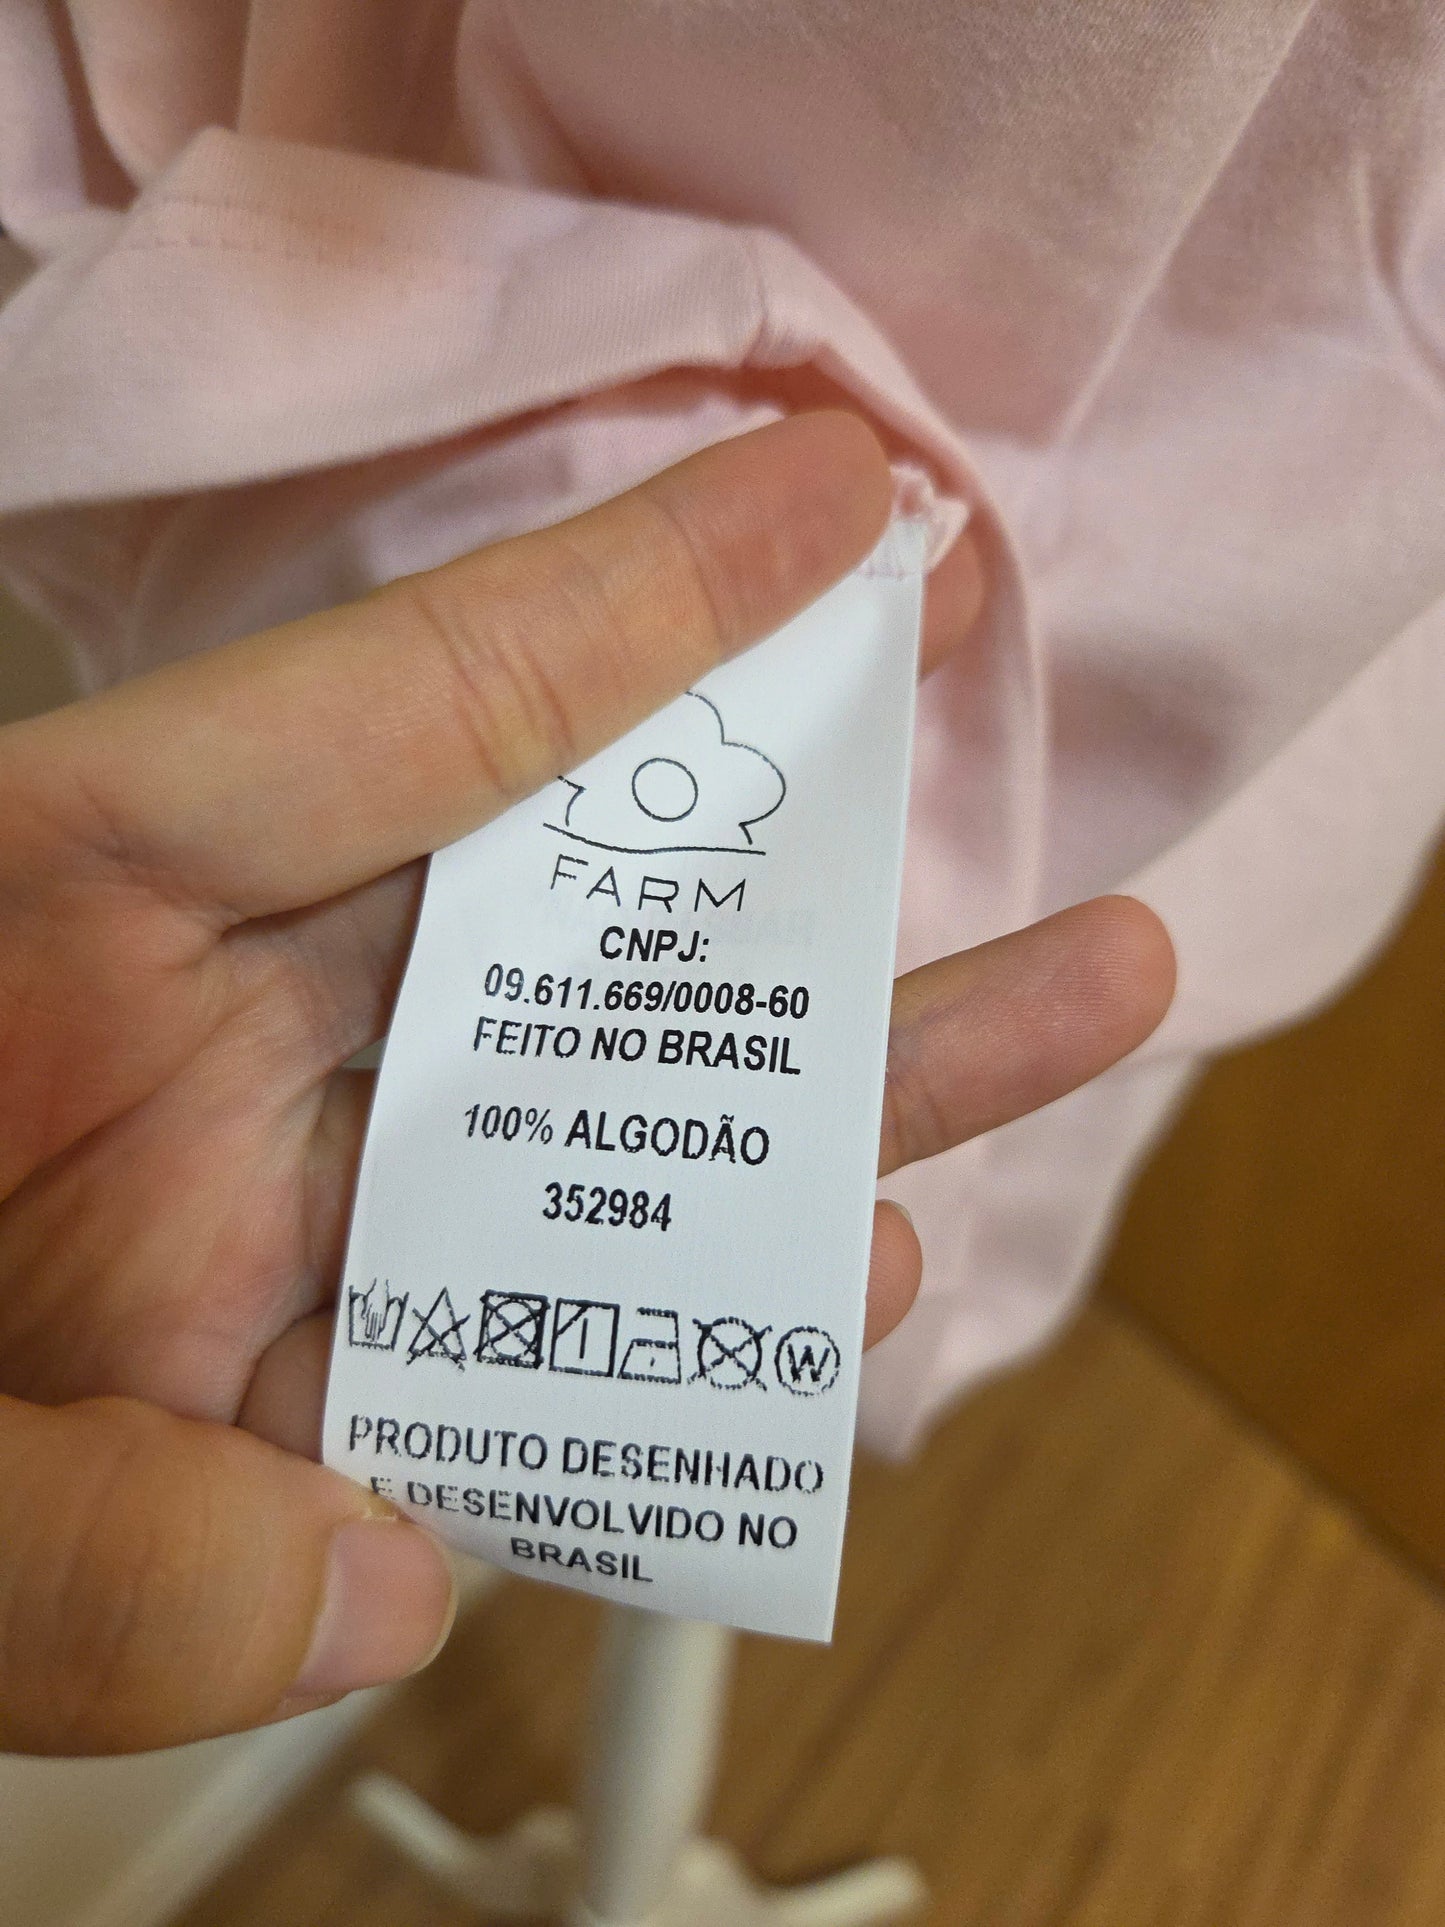 FARM
CNPJ:
09.611.669/0008-60
FEITO NO BRASIL
100% ALGODÃO
352984
W
PRODUTO DESENHADO
E DESENVOLVIDO NO
BRASIL